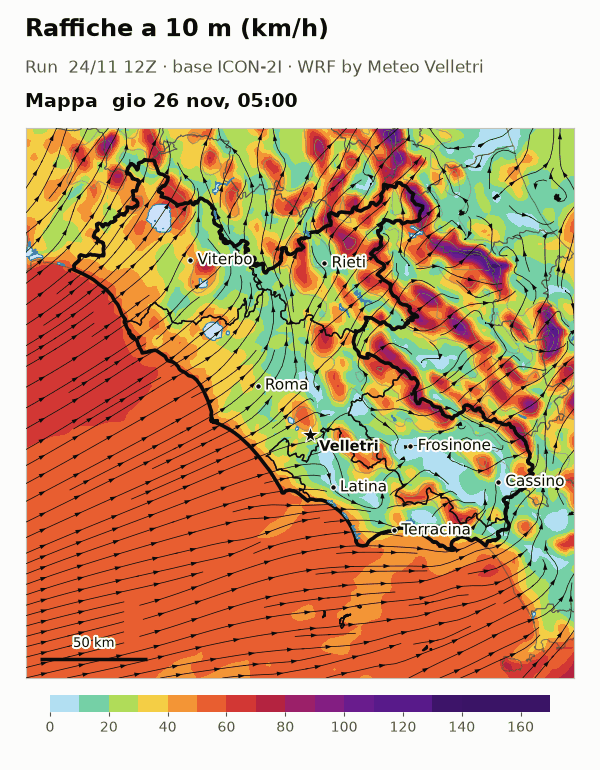 Raffiche a 10 m (km/h)
Run 24/11 12Z · base ICON-2I · WRF by Meteo Velletri
Mappa gio 26 nov, 05:00
Viterbo
Rieti
Roma
Velletri
Frosinone
Cassino
Latina
Terracina
50 km
0 20 40 60 80 100 120 140 160